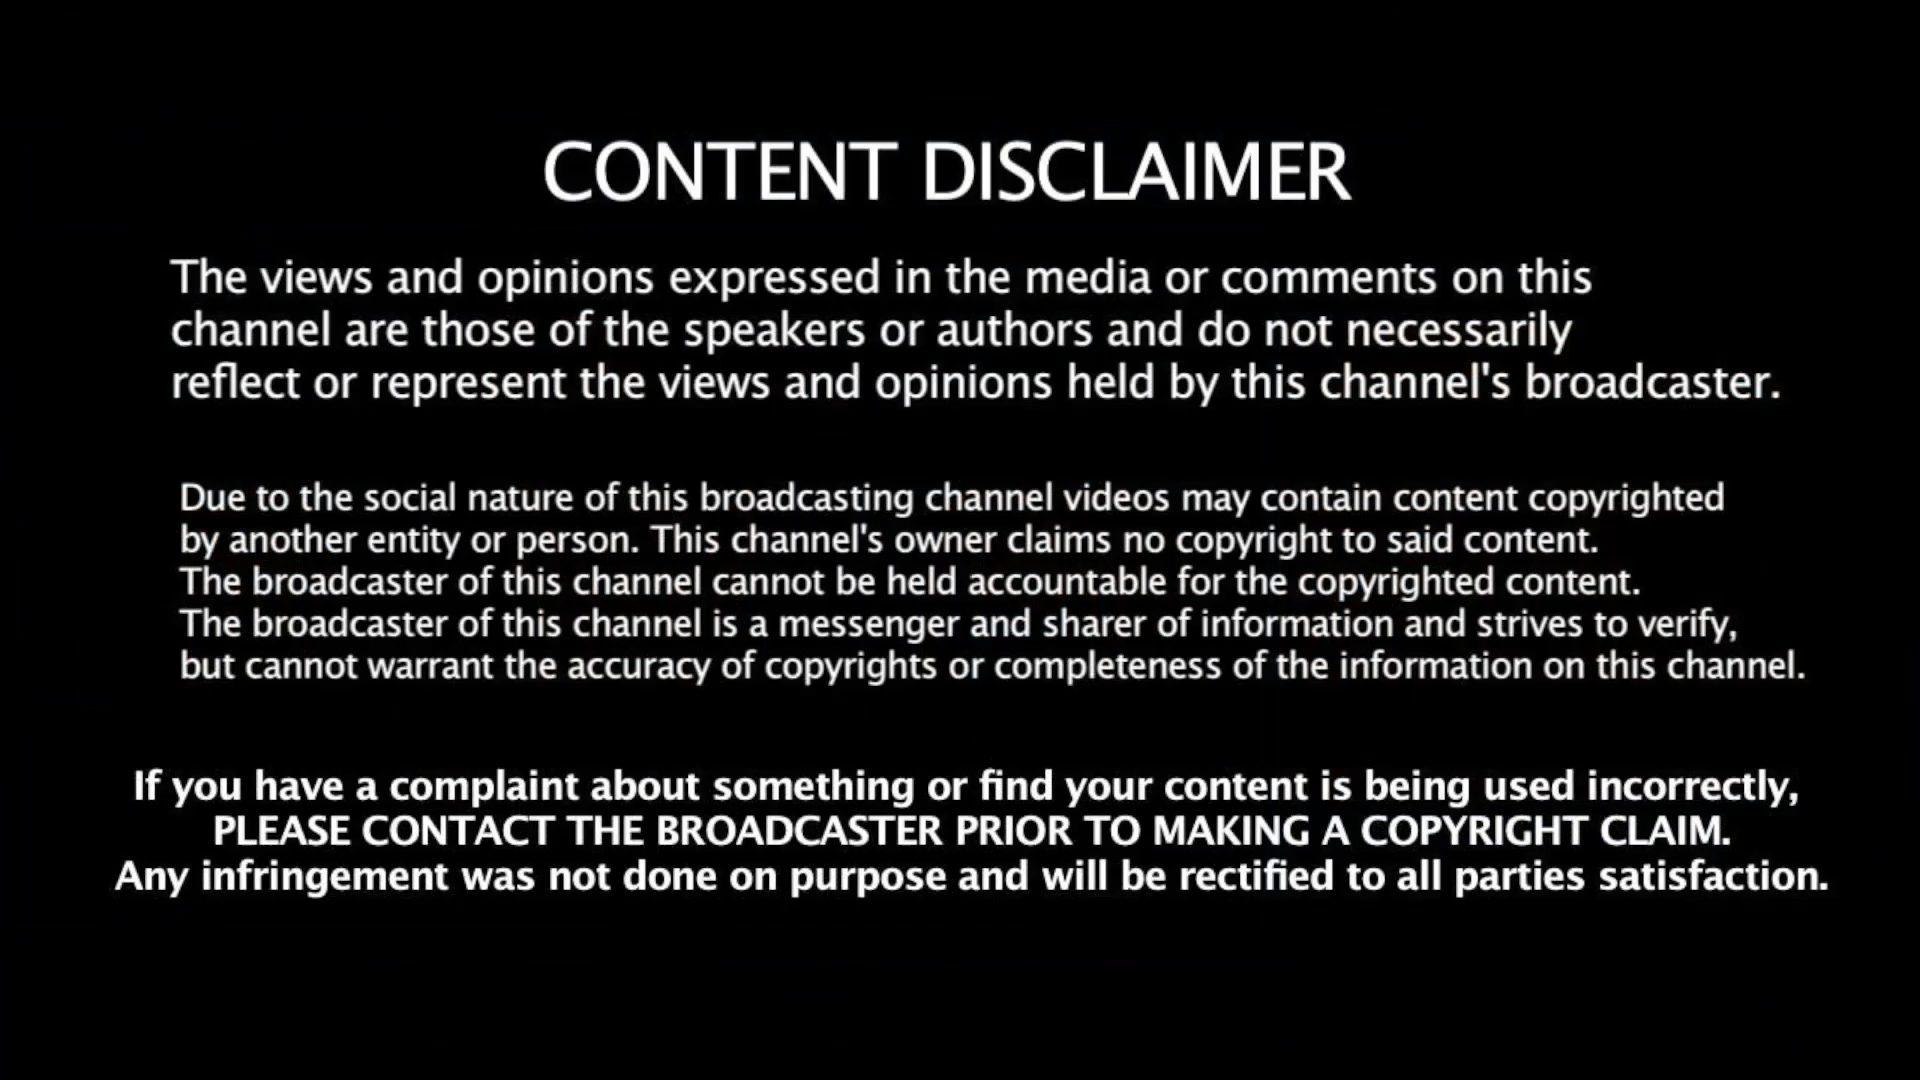 CONTENT DISCLAIMER
The views and opinions expressed in the media or comments on this
channel are those of the speakers or authors and do not necessarily
reflect or represent the views and opinions held by this channel's broadcaster.
Due to the social nature of this broadcasting channel videos may contain content copyrighted
by another entity or person. This channel's owner claims no copyright to said content.
The broadcaster of this channel cannot be held accountable for the copyrighted content.
The broadcaster of this channel is a messenger and sharer of information and strives to verify,
but cannot warrant the accuracy of copyrights or completeness of the information on this channel.
If you have a complaint about something or find your content is being used incorrectly,
PLEASE CONTACT THE BROADCASTER PRIOR TO MAKING A COPYRIGHT CLAIM.
Any infringement was not done on purpose and will be rectified to all parties satisfaction.